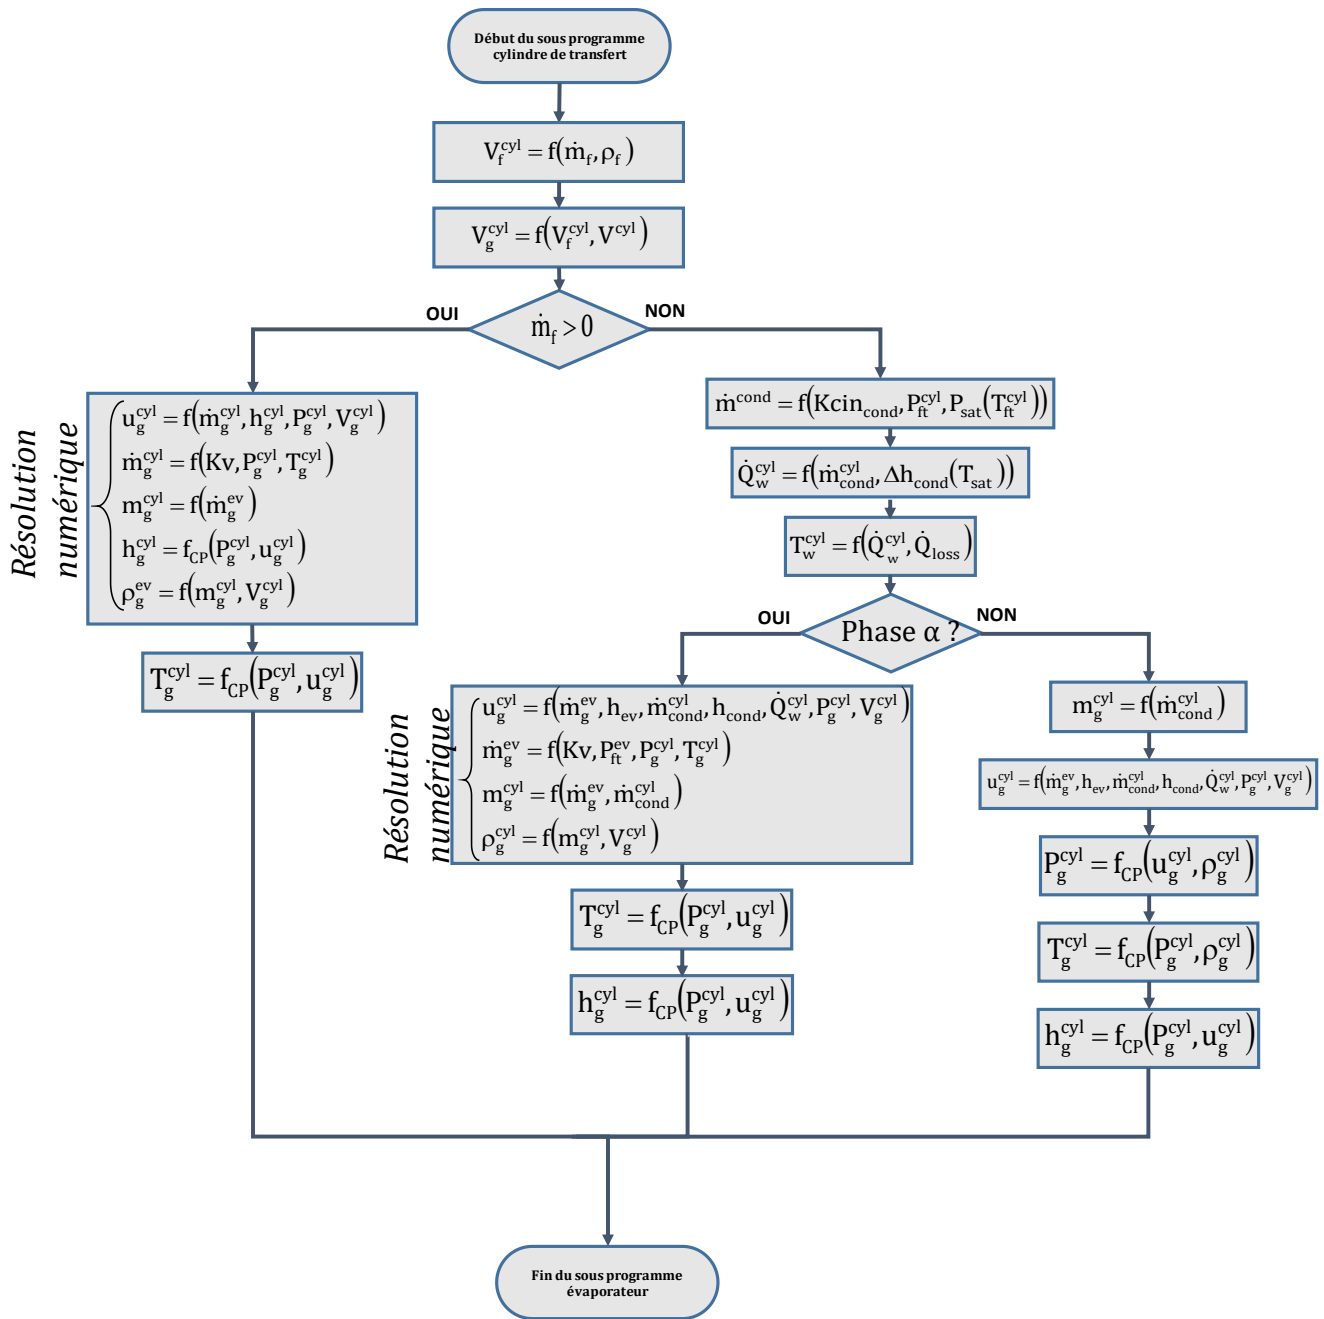 Début du sous programme
cylindre de transfert
V_f^cyl = f(ṁ_f, ρ_f)
V_g^cyl = f(V_f^cyl, V^cyl)
ṁ_f > 0
OUI
NON
Résolution
numérique
u_g^cyl = f(ṁ_g^cyl, h_g^cyl, P_g^cyl, V_g^cyl)
ṁ_g^cyl = f(Kv, P_g^cyl, T_g^cyl)
m_g^cyl = f(ṁ_g^ev)
h_g^cyl = f_CP(P_g^cyl, u_g^cyl)
ρ_g^ev = f(m_g^cyl, V_g^cyl)
T_g^cyl = f_CP(P_g^cyl, u_g^cyl)
ṁ^cond = f(Kcin_cond, P_ft^cyl, P_sat(T_ft^cyl))
Q̇_w^cyl = f(ṁ_cond^cyl, Δh_cond(T_sat))
T_w^cyl = f(Q̇_w^cyl, Q̇_loss)
Phase α ?
OUI
NON
Résolution
numérique
u_g^cyl = f(ṁ_g^ev, h_ev, ṁ_cond^cyl, h_cond, Q̇_w^cyl, P_g^cyl, V_g^cyl)
ṁ_g^ev = f(Kv, P_ft^ev, P_g^cyl, T_g^cyl)
m_g^cyl = f(ṁ_g^ev, ṁ_cond^cyl)
ρ_g^cyl = f(m_g^cyl, V_g^cyl)
T_g^cyl = f_CP(P_g^cyl, u_g^cyl)
h_g^cyl = f_CP(P_g^cyl, u_g^cyl)
m_g^cyl = f(ṁ_cond^cyl)
u_g^cyl = f(ṁ_g^ev, h_ev, ṁ_cond^cyl, h_cond, Q̇_w^cyl, P_g^cyl, V_g^cyl)
P_g^cyl = f_CP(u_g^cyl, ρ_g^cyl)
T_g^cyl = f_CP(P_g^cyl, ρ_g^cyl)
h_g^cyl = f_CP(P_g^cyl, u_g^cyl)
Fin du sous programme
évaporateur